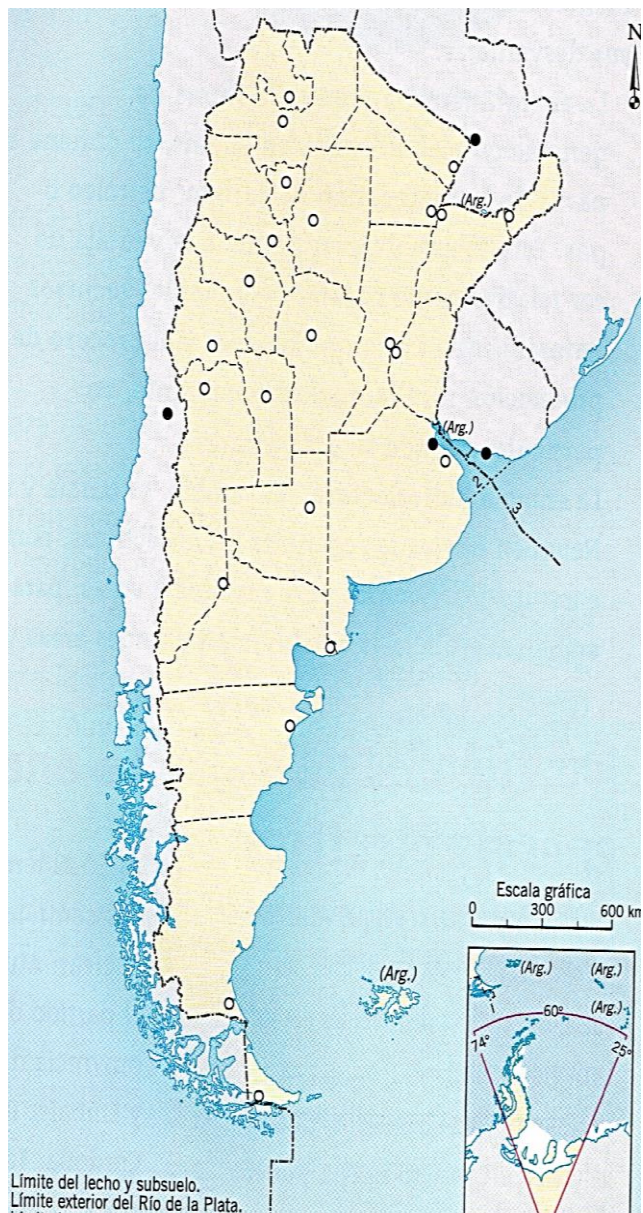 N
(Arg.)
(Arg.)
2
3
Escala gráfica
0 300 600 km
(Arg.)
(Arg.)
(Arg.)
(Arg.)
60°
74°
25°
Límite del lecho y subsuelo.
Límite exterior del Río de la Plata.